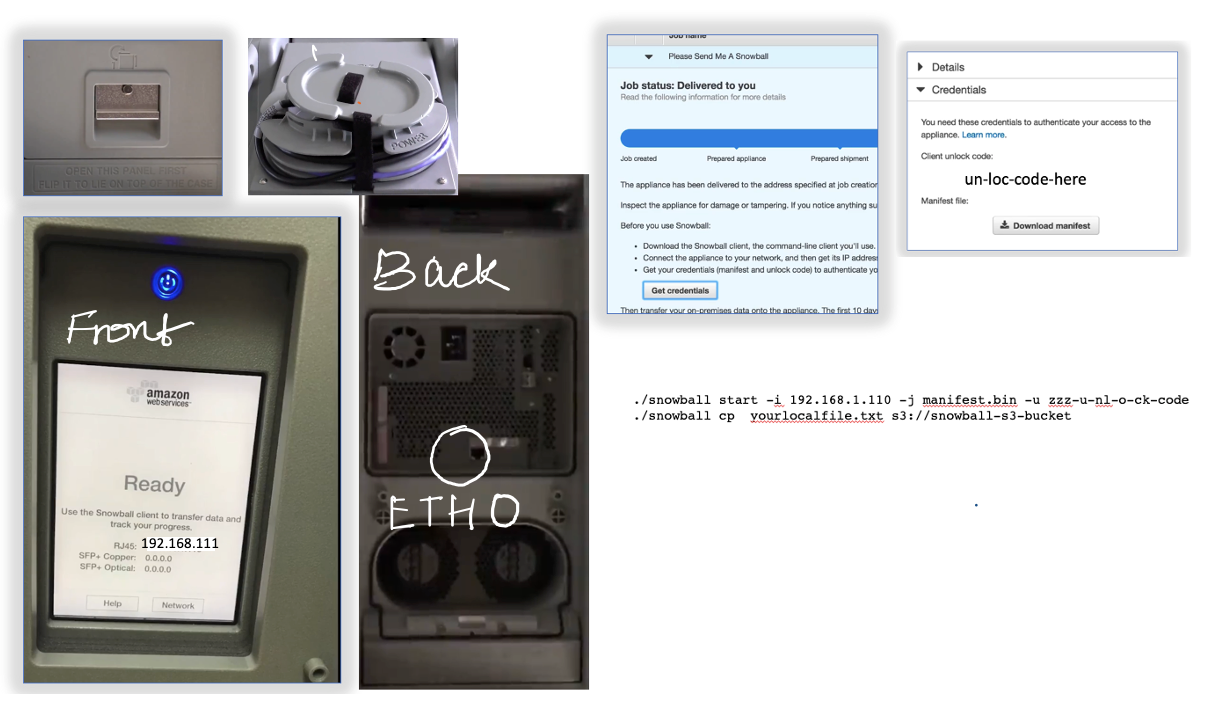 OPEN THIS PANEL FIRST
FLIP IT TO LIE ON TOP OF THE CASE
POWER
Front
amazon
webservices™
Ready
Use the Snowball client to transfer data and
track your progress.
RJ45: 192.168.111
SFP+ Copper: 0.0.0.0
SFP+ Optical: 0.0.0.0
Help Network
Back
ETHO
Job name
Please Send Me A Snowball
Job status: Delivered to you
Read the following information for more details
Job created Prepared appliance Prepared shipment
The appliance has been delivered to the address specified at job creation
Inspect the appliance for damage or tampering. If you notice anything su
Before you use Snowball:
• Download the Snowball client, the command-line client you'll use.
• Connect the appliance to your network, and then get its IP address
• Get your credentials (manifest and unlock code) to authenticate yo
Get credentials
Then transfer your on-premises data onto the appliance. The first 10 day
Details
Credentials
You need these credentials to authenticate your access to the
appliance. Learn more.
Client unlock code:
un-loc-code-here
Manifest file:
Download manifest
./snowball start -i 192.168.1.110 -j manifest.bin -u zzz-u-nl-o-ck-code
./snowball cp yourlocalfile.txt s3://snowball-s3-bucket